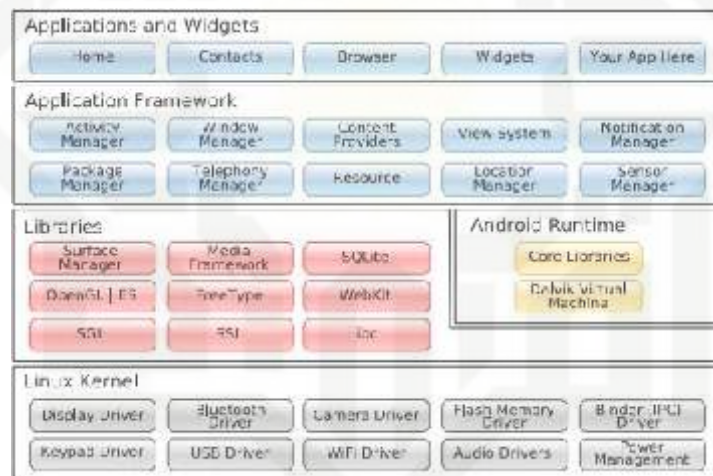 Applications and Widgets
Home Contacts Browser Widgets Your App Here
Application Framework
Activity Manager Window Manager Content Providers View System Notification Manager
Package Manager Telephony Manager Resource Location Manager Sensor Manager
Libraries
Surface Manager Media Framework SQLite
OpenGL | ES FreeType WebKit
SGL SSL
Android Runtime
Core Libraries
Dalvik Virtual Machine
Linux Kernel
Display Driver Bluetooth Driver Camera Driver Flash Memory Driver Binder (IPC) Driver
Keypad Driver USB Driver WiFi Driver Audio Drivers Power Management